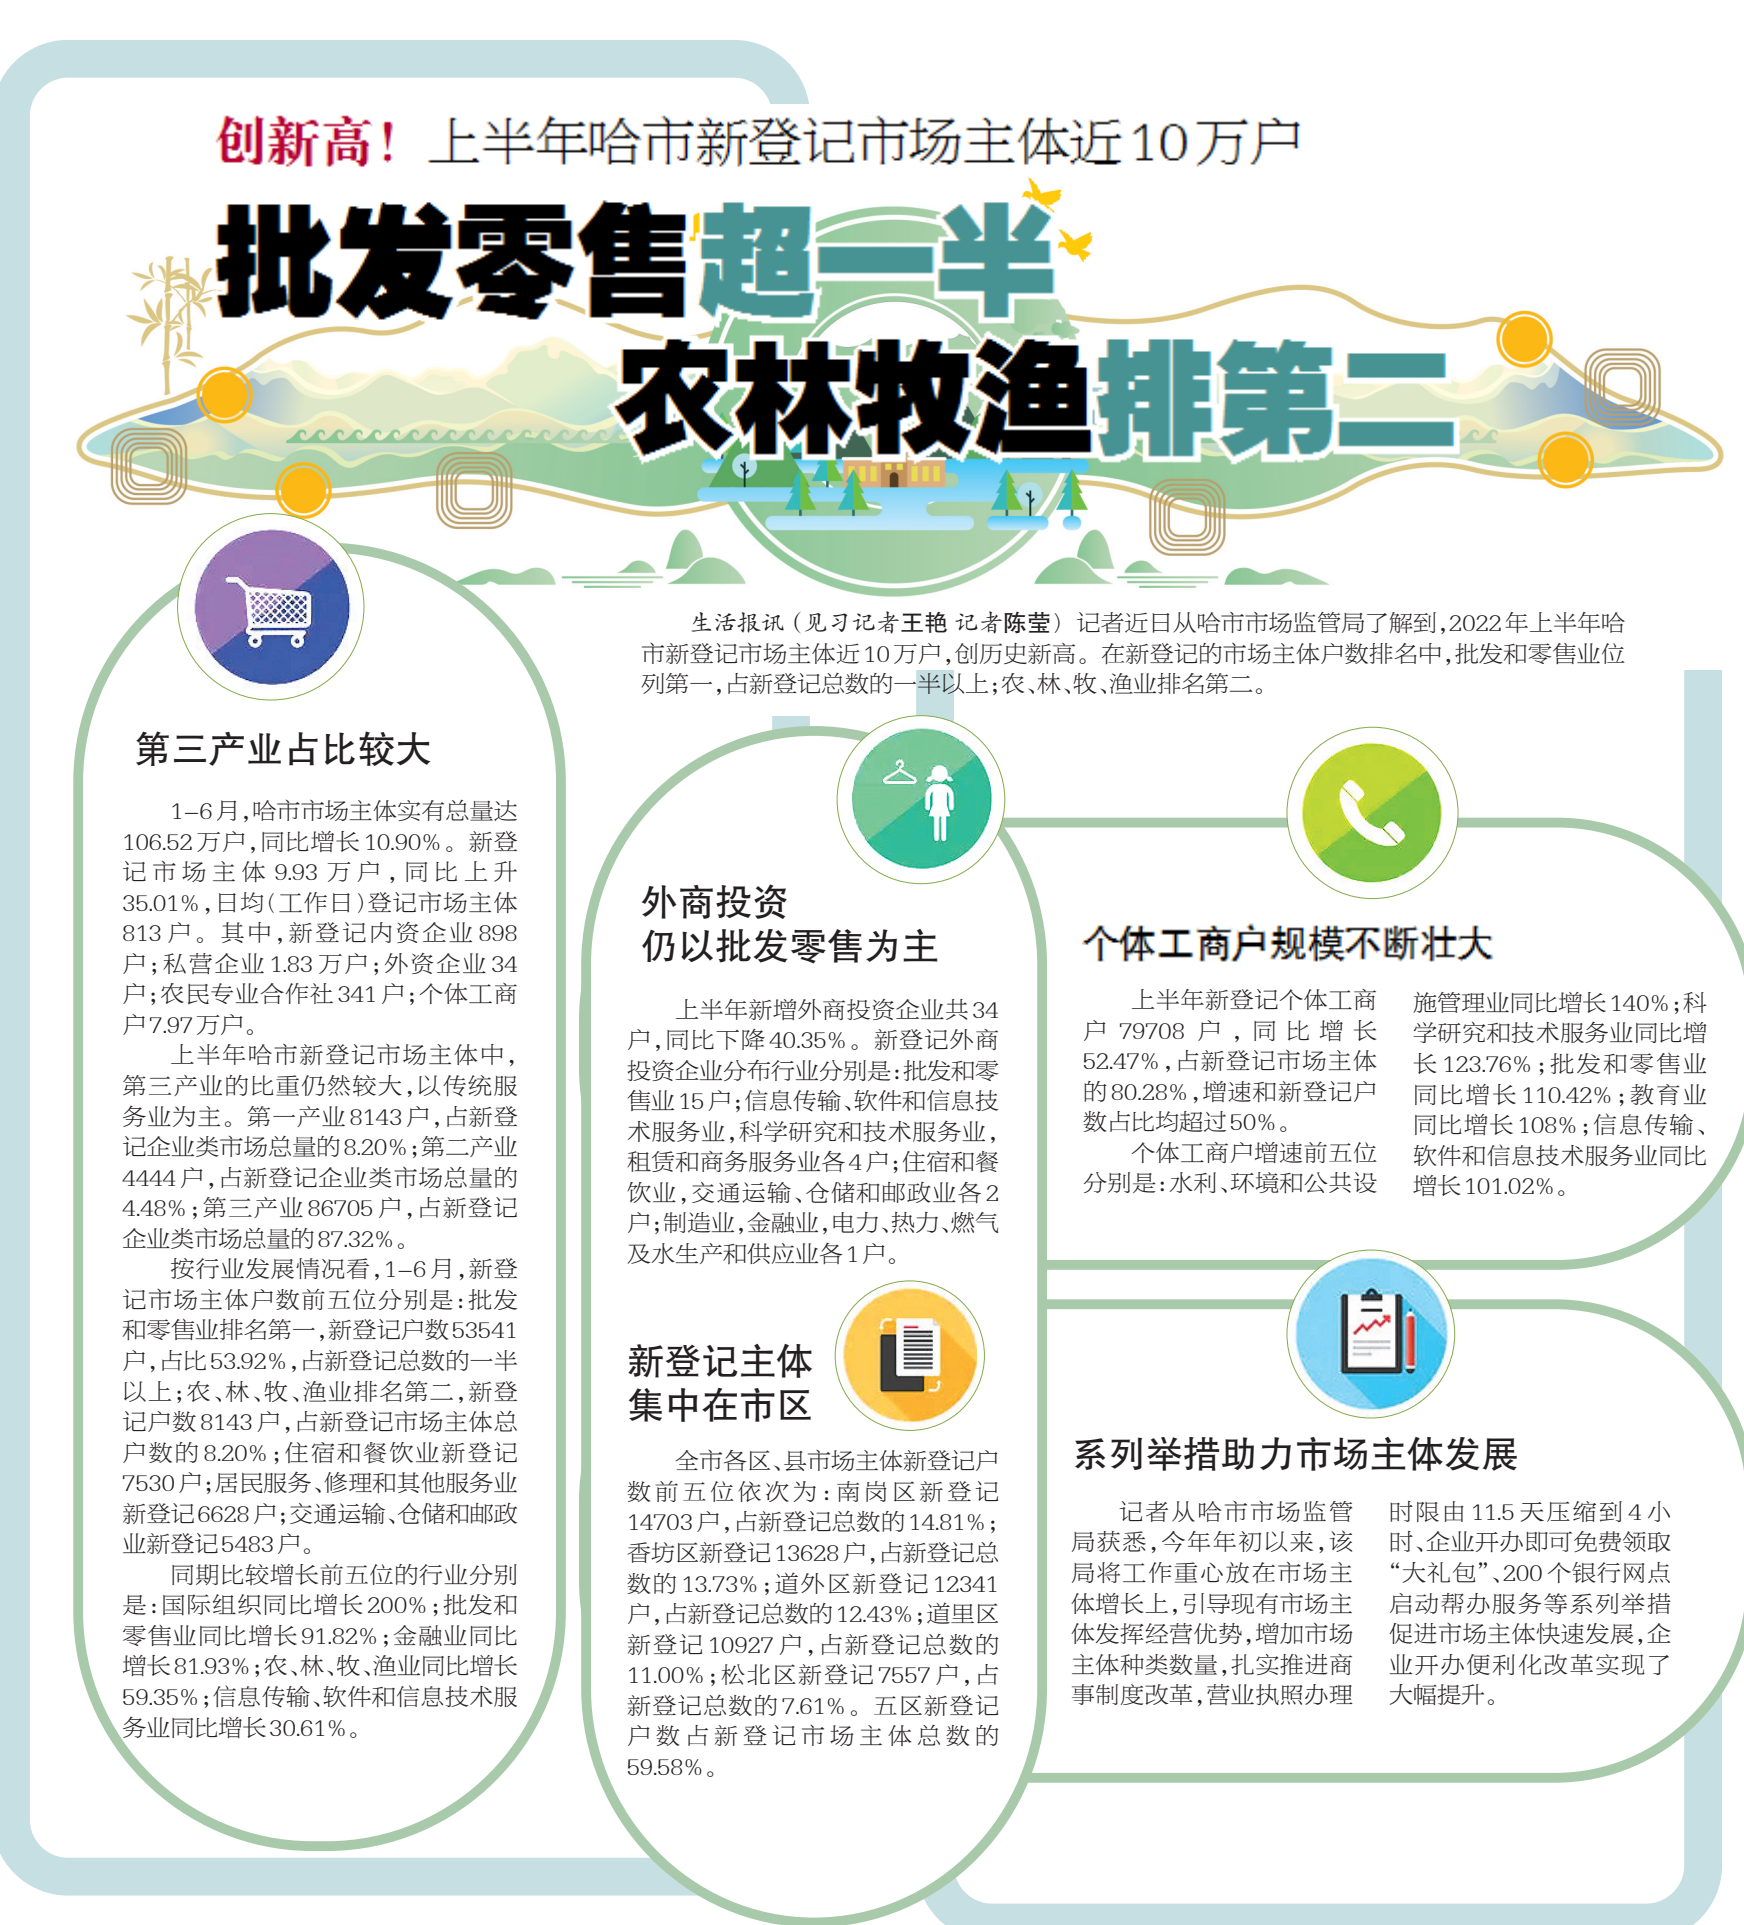 创新高！上半年哈市新登记市场主体近10万户
批发零售超一半
农林牧渔排第二
生活报讯（见习记者王艳 记者陈莹）记者近日从哈市市场监管局了解到，2022年上半年哈
市新登记市场主体近10万户，创历史新高。在新登记的市场主体户数排名中，批发和零售业位
列第一，占新登记总数的一半以上；农、林、牧、渔业排名第二。
第三产业占比较大
1—6月，哈市市场主体实有总量达
106.52万户，同比增长10.90%。新登
记市场主体9.93万户，同比上升
35.01%，日均（工作日）登记市场主体
813户。其中，新登记内资企业898
户；私营企业1.83万户；外资企业34
户；农民专业合作社341户；个体工商
户7.97万户。
上半年哈市新登记市场主体中，
第三产业的比重仍然较大，以传统服
务业为主。第一产业8143户，占新登
记企业类市场总量的8.20%；第二产业
4444户，占新登记企业类市场总量的
4.48%；第三产业86705户，占新登记
企业类市场总量的87.32%。
按行业发展情况看，1—6月，新登
记市场主体户数前五位分别是：批发
和零售业排名第一，新登记户数53541
户，占比53.92%，占新登记总数的一半
以上；农、林、牧、渔业排名第二，新登
记户数8143户，占新登记市场主体总
户数的8.20%；住宿和餐饮业新登记
7530户；居民服务、修理和其他服务业
新登记6628户；交通运输、仓储和邮政
业新登记5483户。
同期比较增长前五位的行业分别
是：国际组织同比增长200%；批发和
零售业同比增长91.82%；金融业同比
增长81.93%；农、林、牧、渔业同比增长
59.35%；信息传输、软件和信息技术服
务业同比增长30.61%。
外商投资
仍以批发零售为主
上半年新增外商投资企业共34
户，同比下降40.35%。新登记外商
投资企业分布行业分别是：批发和零
售业15户；信息传输、软件和信息技
术服务业，科学研究和技术服务业，
租赁和商务服务业各4户；住宿和餐
饮业，交通运输、仓储和邮政业各2
户；制造业，金融业，电力、热力、燃气
及水生产和供应业各1户。
新登记主体
集中在市区
全市各区、县市场主体新登记户
数前五位依次为：南岗区新登记
14703户，占新登记总数的14.81%；
香坊区新登记13628户，占新登记总
数的13.73%；道外区新登记12341
户，占新登记总数的12.43%；道里区
新登记10927户，占新登记总数的
11.00%；松北区新登记7557户，占
新登记总数的7.61%。五区新登记
户数占新登记市场主体总数的
59.58%。
个体工商户规模不断壮大
上半年新登记个体工商
户79708户，同比增长
52.47%，占新登记市场主体
的80.28%，增速和新登记户
数占比均超过50%。
个体工商户增速前五位
分别是：水利、环境和公共设
施管理业同比增长140%；科
学研究和技术服务业同比增
长123.76%；批发和零售业
同比增长110.42%；教育业
同比增长108%；信息传输、
软件和信息技术服务业同比
增长101.02%。
系列举措助力市场主体发展
记者从哈市市场监管
局获悉，今年年初以来，该
局将工作重心放在市场主
体增长上，引导现有市场主
体发挥经营优势，增加市场
主体种类数量，扎实推进商
事制度改革，营业执照办理
时限由11.5天压缩到4小
时、企业开办即可免费领取
“大礼包”、200个银行网点
启动帮办服务等系列举措
促进市场主体快速发展，企
业开办便利化改革实现了
大幅提升。